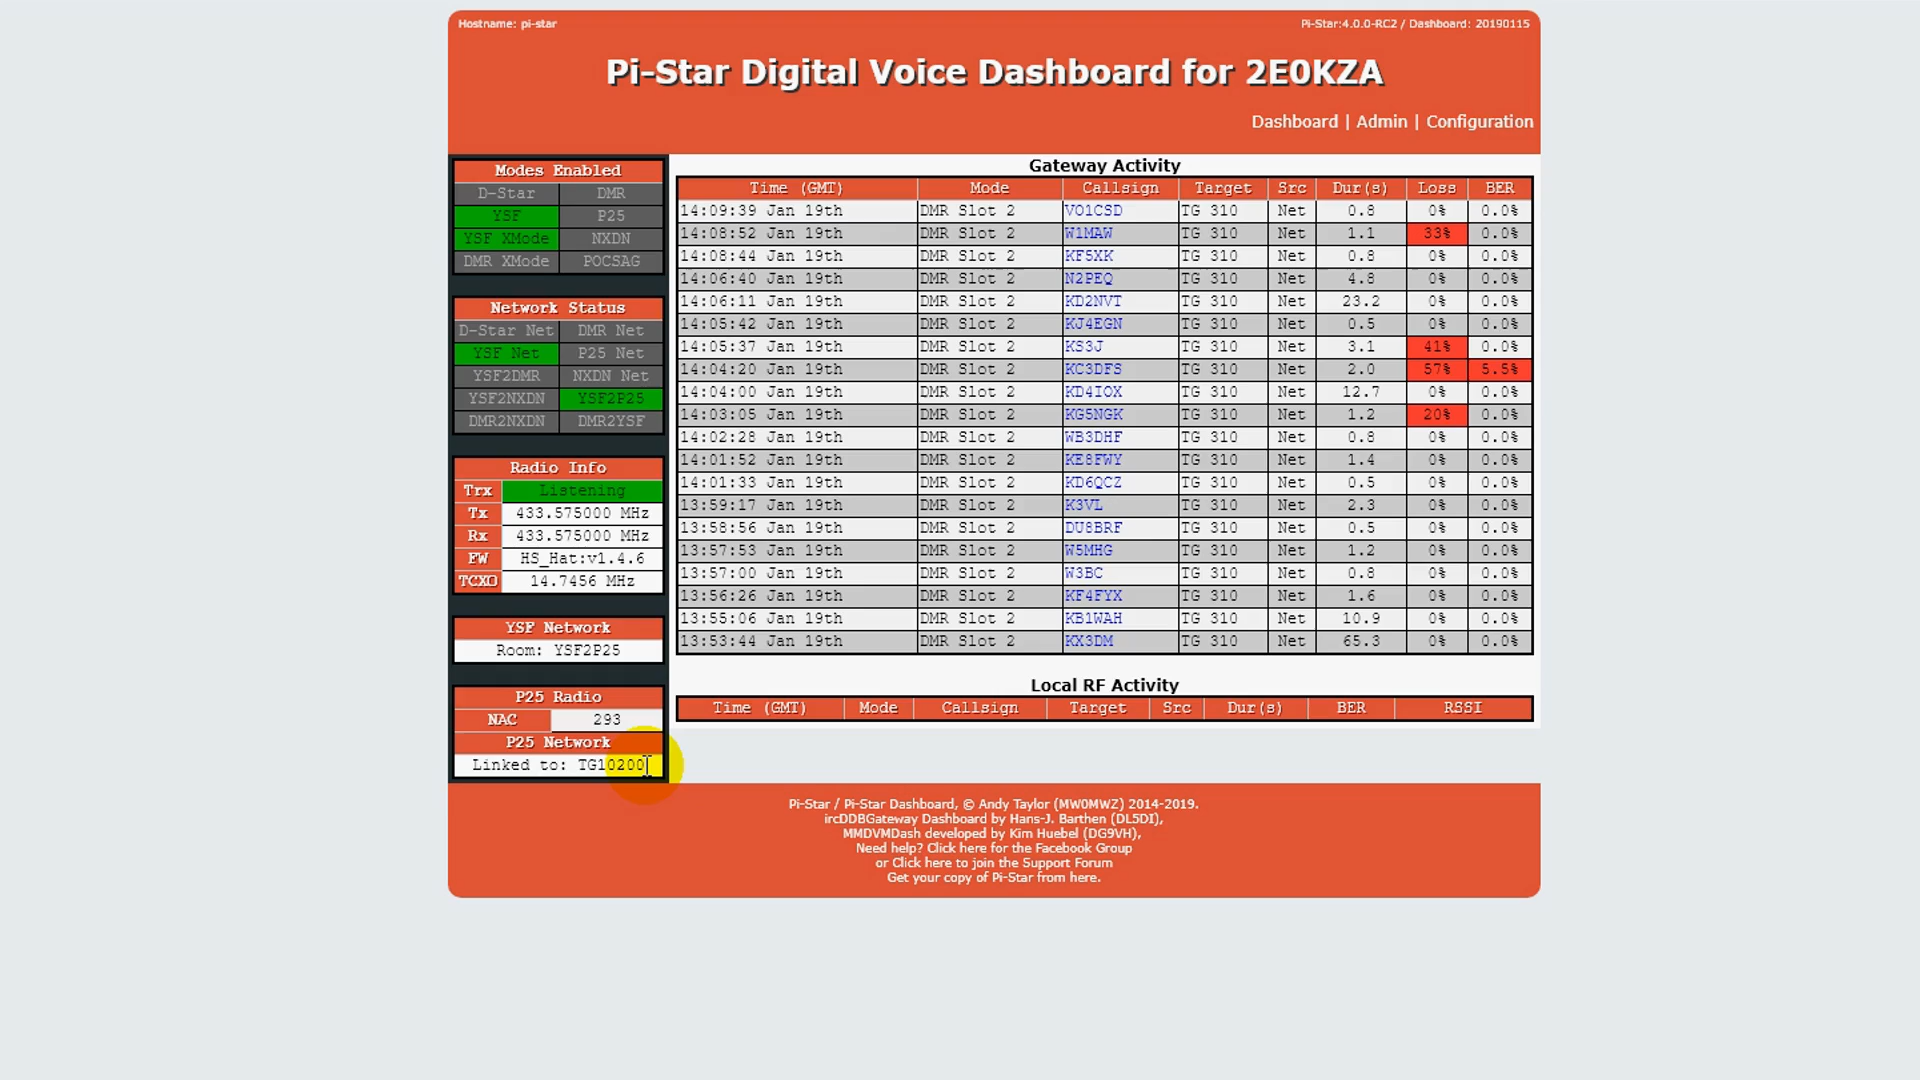 Hostname: pi-star
Pi-Star:4.0.0-RC2 / Dashboard: 20190115
Pi-Star Digital Voice Dashboard for 2E0KZA
Dashboard | Admin | Configuration
Modes Enabled
D-Star DMR
YSF P25
YSF XMode NXDN
DMR XMode POCSAG
Network Status
D-Star Net DMR Net
YSF Net P25 Net
YSF2DMR NXDN Net
YSF2NXDN YSF2P25
DMR2NXDN DMR2YSF
Radio Info
Trx Listening
Tx 433.575000 MHz
Rx 433.575000 MHz
FW HS_Hat:v1.4.6
TCXO 14.7456 MHz
YSF Network
Room: YSF2P25
P25 Radio
NAC 293
P25 Network
Linked to: TG10200
Gateway Activity
Time (GMT) Mode Callsign Target Src Dur(s) Loss BER
14:09:39 Jan 19th DMR Slot 2 VO1CSD TG 310 Net 0.8 0% 0.0%
14:08:52 Jan 19th DMR Slot 2 W1MAW TG 310 Net 1.1 33% 0.0%
14:08:44 Jan 19th DMR Slot 2 KF5XK TG 310 Net 0.8 0% 0.0%
14:06:40 Jan 19th DMR Slot 2 N2PEQ TG 310 Net 4.8 0% 0.0%
14:06:11 Jan 19th DMR Slot 2 KD2NVT TG 310 Net 23.2 0% 0.0%
14:05:42 Jan 19th DMR Slot 2 KJ4EGN TG 310 Net 0.5 0% 0.0%
14:05:37 Jan 19th DMR Slot 2 KS3J TG 310 Net 3.1 41% 0.0%
14:04:20 Jan 19th DMR Slot 2 KC3DFS TG 310 Net 2.0 57% 5.5%
14:04:00 Jan 19th DMR Slot 2 KD4IOX TG 310 Net 12.7 0% 0.0%
14:03:05 Jan 19th DMR Slot 2 KG5NGK TG 310 Net 1.2 20% 0.0%
14:02:28 Jan 19th DMR Slot 2 WB3DHF TG 310 Net 0.8 0% 0.0%
14:01:52 Jan 19th DMR Slot 2 KE8FWY TG 310 Net 1.4 0% 0.0%
14:01:33 Jan 19th DMR Slot 2 KD6QCZ TG 310 Net 0.5 0% 0.0%
13:59:17 Jan 19th DMR Slot 2 K3VL TG 310 Net 2.3 0% 0.0%
13:58:56 Jan 19th DMR Slot 2 DU8BRF TG 310 Net 0.5 0% 0.0%
13:57:53 Jan 19th DMR Slot 2 W5MHG TG 310 Net 1.2 0% 0.0%
13:57:00 Jan 19th DMR Slot 2 W3BC TG 310 Net 0.8 0% 0.0%
13:56:26 Jan 19th DMR Slot 2 KF4FYX TG 310 Net 1.6 0% 0.0%
13:55:06 Jan 19th DMR Slot 2 KB1WAH TG 310 Net 10.9 0% 0.0%
13:53:44 Jan 19th DMR Slot 2 KX3DM TG 310 Net 65.3 0% 0.0%
Local RF Activity
Time (GMT) Mode Callsign Target Src Dur(s) BER RSSI
Pi-Star / Pi-Star Dashboard, © Andy Taylor (MW0MWZ) 2014-2019.
ircDDBGateway Dashboard by Hans-J. Barthen (DL5DI),
MMDVMDash developed by Kim Huebel (DG9VH),
Need help? Click here for the Facebook Group
or Click here to join the Support Forum
Get your copy of Pi-Star from here.